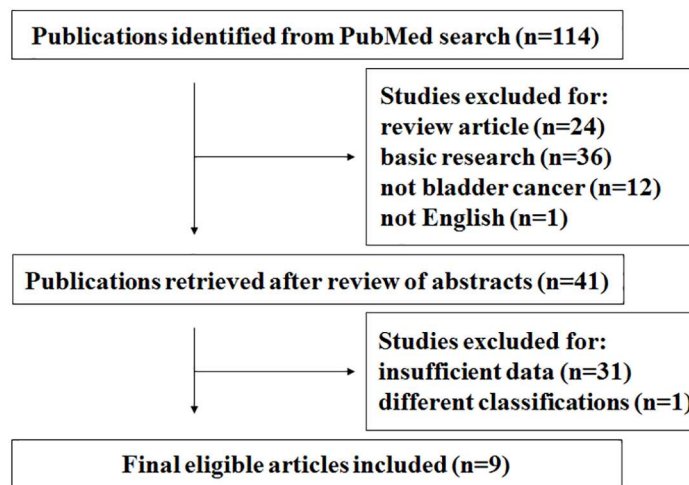 Publications identified from PubMed search (n=114)
Studies excluded for:
review article (n=24)
basic research (n=36)
not bladder cancer (n=12)
not English (n=1)
Publications retrieved after review of abstracts (n=41)
Studies excluded for:
insufficient data (n=31)
different classifications (n=1)
Final eligible articles included (n=9)